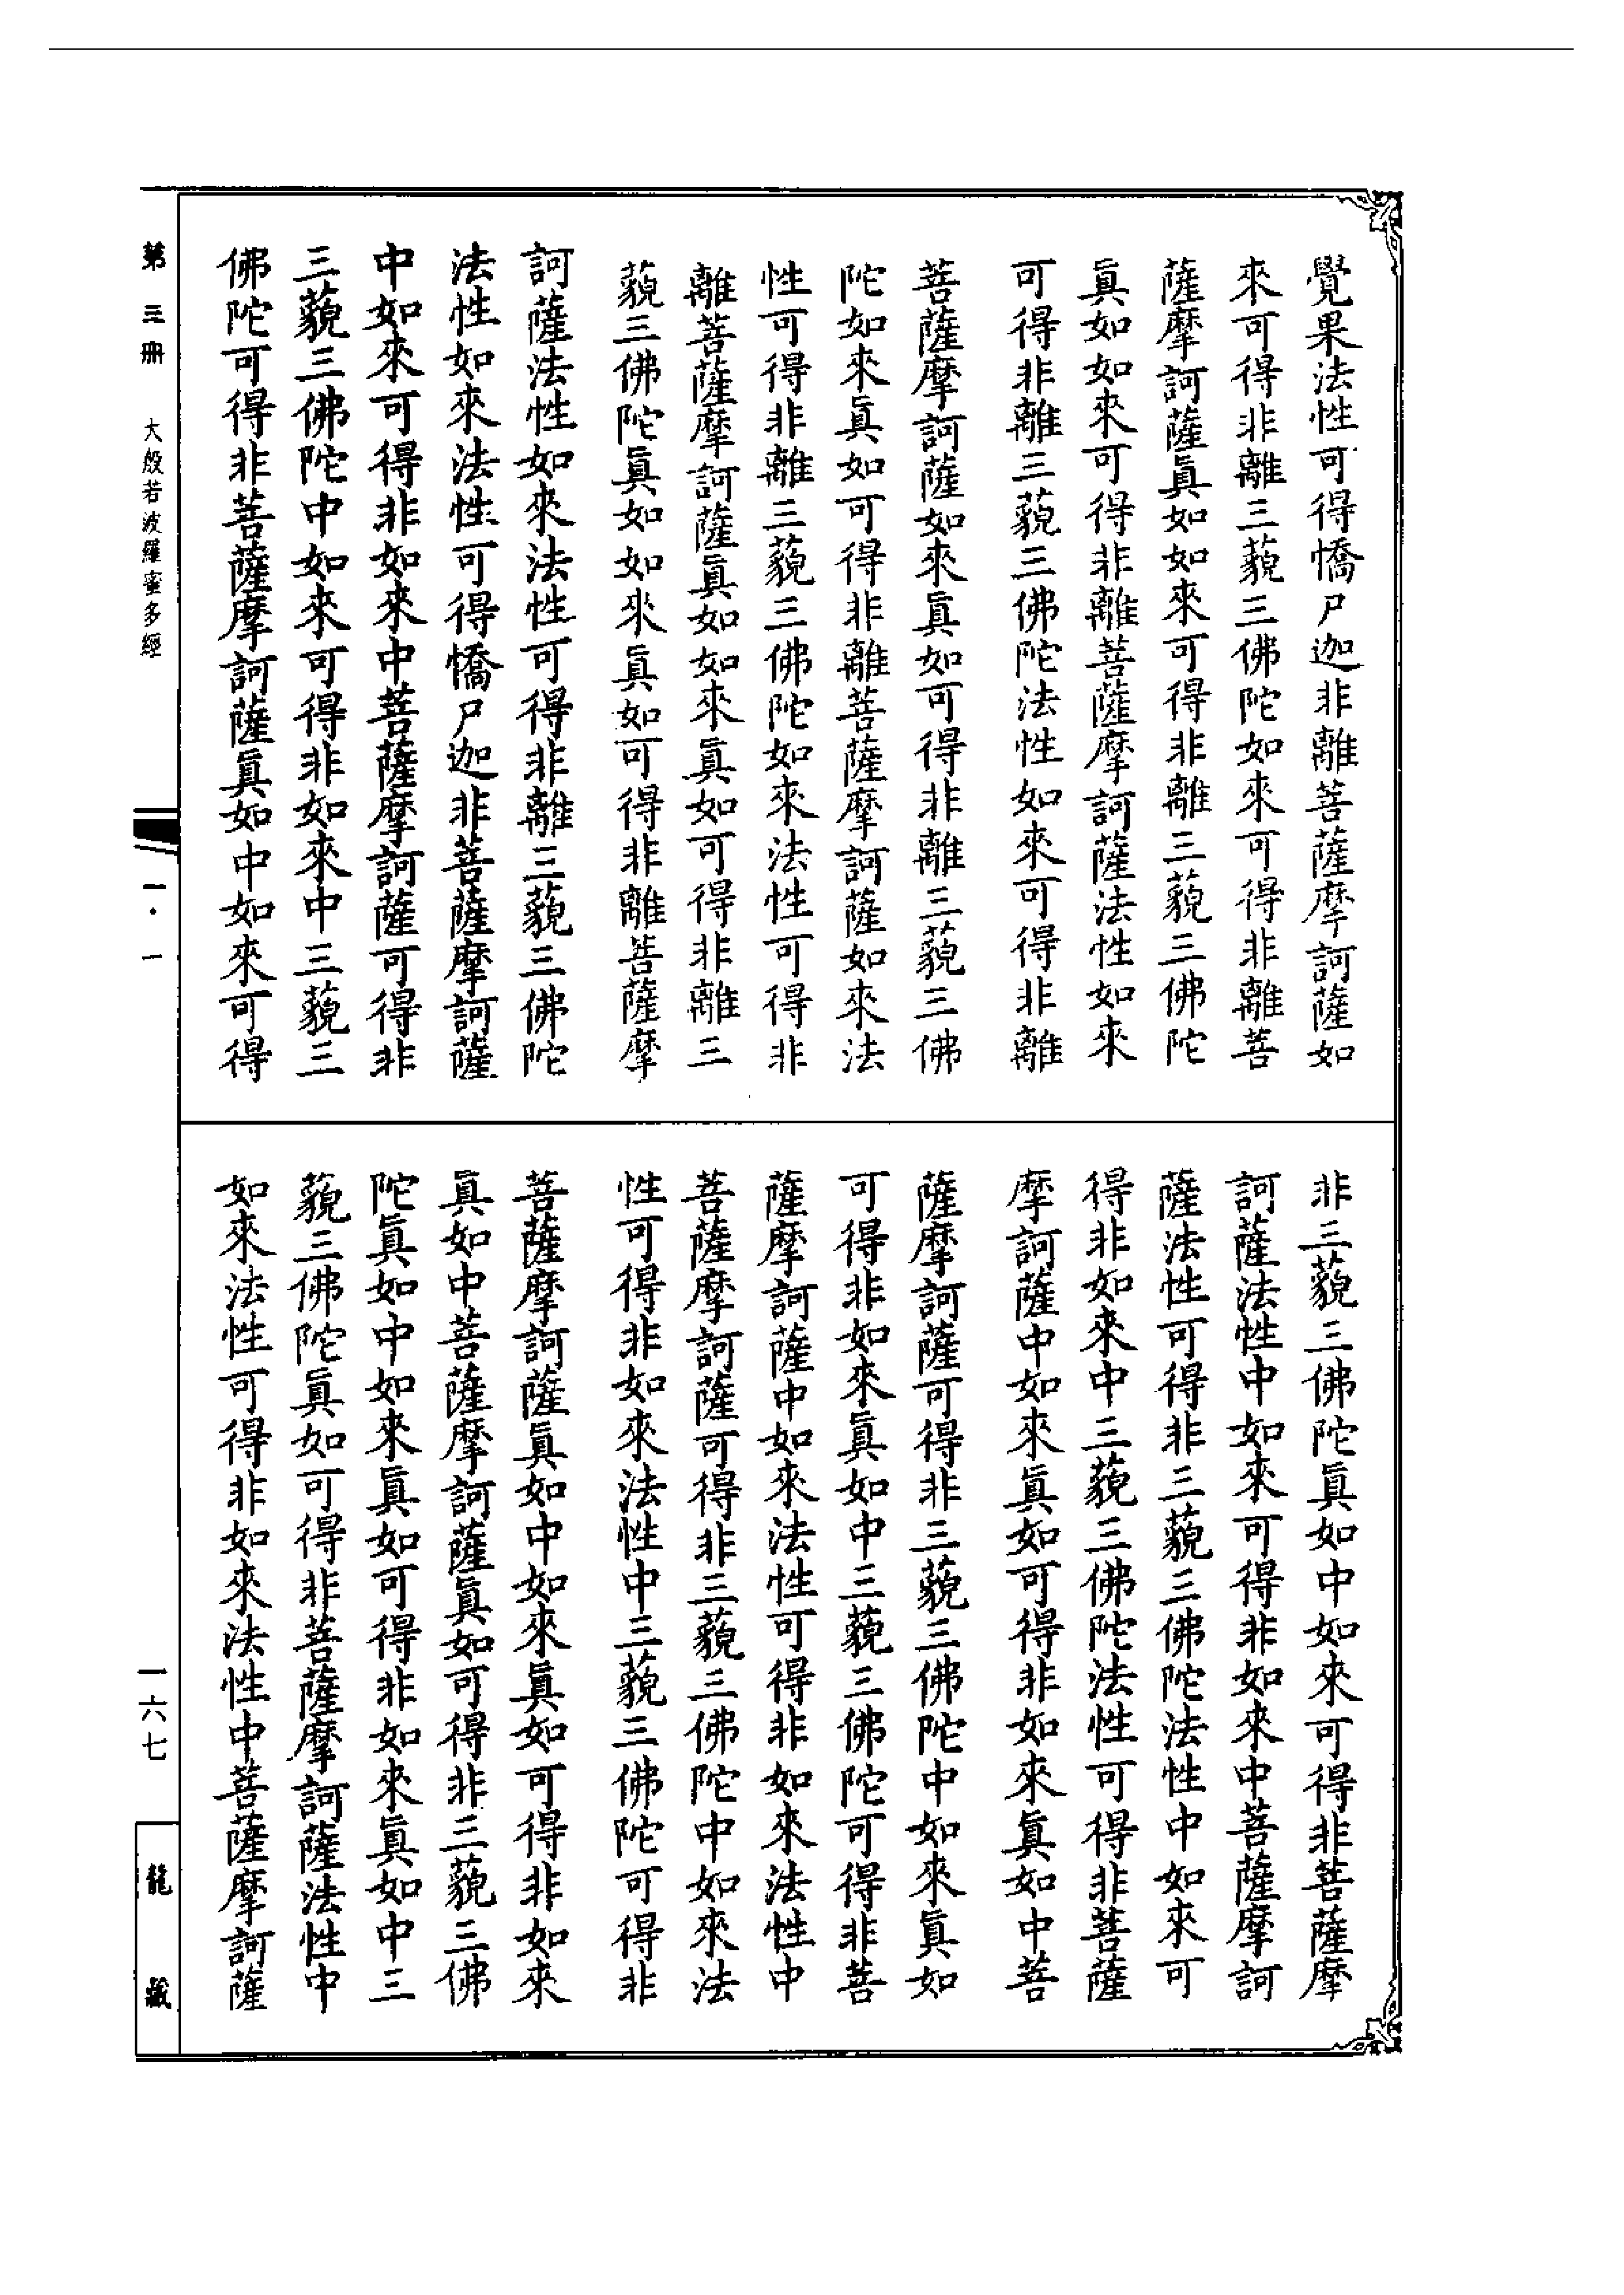 覺果法性可得憍尸迦非離菩薩摩訶薩如
來可得非離三藐三佛陀如來可得非離菩
薩摩訶薩眞如如來可得非離三藐三佛陀
眞如如來可得非離菩薩摩訶薩法性如來
可得非離三藐三佛陀法性如來可得非離
菩薩摩訶薩如來眞如可得非離三藐三佛
陀如來眞如可得非離菩薩摩訶薩如來法
性可得非離三藐三佛陀如來法性可得非
離菩薩摩訶薩眞如如來眞如可得非離三
藐三佛陀眞如如來眞如可得非離菩薩摩
訶薩法性如來法性可得非離三藐三佛陀
法性如來法性可得憍尸迦非菩薩摩訶薩
中如來可得非如來中菩薩摩訶薩可得非
三藐三佛陀中如來可得非如來中三藐三
佛陀可得非菩薩摩訶薩眞如中如來可得
非三藐三佛陀眞如中如來可得非菩薩摩
訶薩法性中如來可得非如來中菩薩摩訶
薩法性可得非三藐三佛陀法性中如來可
得非如來中三藐三佛陀法性可得非菩薩
摩訶薩中如來眞如可得非如來眞如中菩
薩摩訶薩可得非三藐三佛陀中如來眞如
可得非如來眞如中三藐三佛陀可得非菩
薩摩訶薩中如來法性可得非如來法性中
菩薩摩訶薩可得非三藐三佛陀中如來法
性可得非如來法性中三藐三佛陀可得非
菩薩摩訶薩眞如中如來眞如可得非如來
眞如中菩薩摩訶薩眞如可得非三藐三佛
陀眞如中如來眞如可得非如來眞如中三
藐三佛陀眞如可得非菩薩摩訶薩法性中
如來法性可得非如來法性中菩薩摩訶薩
第三冊 大般若波羅蜜多經 一・一 一六七 龍藏